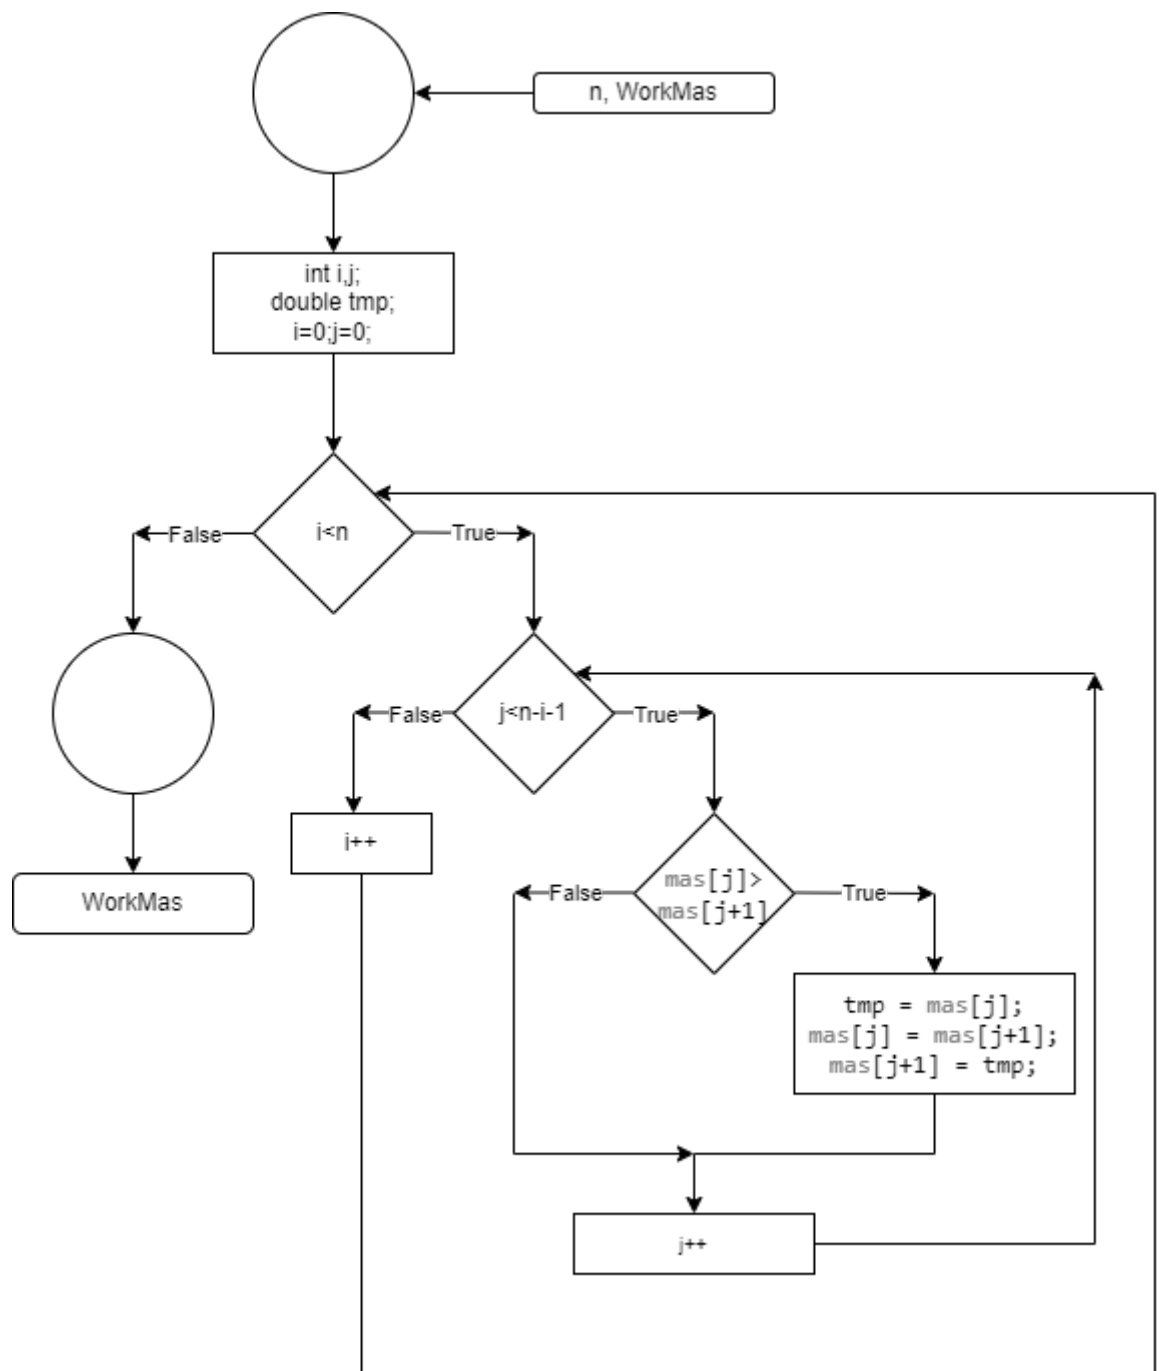 n, WorkMas
int i,j;
double tmp;
i=0;j=0;
i<n
False
True
j<n-i-1
False
True
i++
mas[j]>
mas[j+1]
False
True
WorkMas
tmp = mas[j];
mas[j] = mas[j+1];
mas[j+1] = tmp;
j++